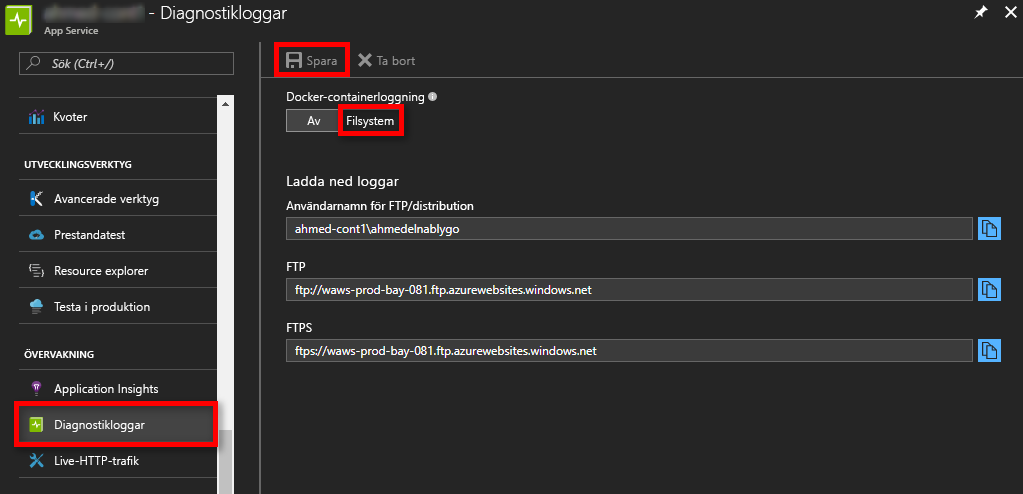 - Diagnostikloggar
App Service
Sök (Ctrl+/)
Kvoter
UTVECKLINGSVERKTYG
Avancerade verktyg
Prestandatest
Resource explorer
Testa i produktion
ÖVERVAKNING
Application Insights
Diagnostikloggar
Live-HTTP-trafik
Spara
Ta bort
Docker-containerloggning
Av
Filsystem
Ladda ned loggar
Användarnamn för FTP/distribution
ahmed-cont1\ahmedelnablygo
FTP
ftp://waws-prod-bay-081.ftp.azurewebsites.windows.net
FTPS
ftps://waws-prod-bay-081.ftp.azurewebsites.windows.net